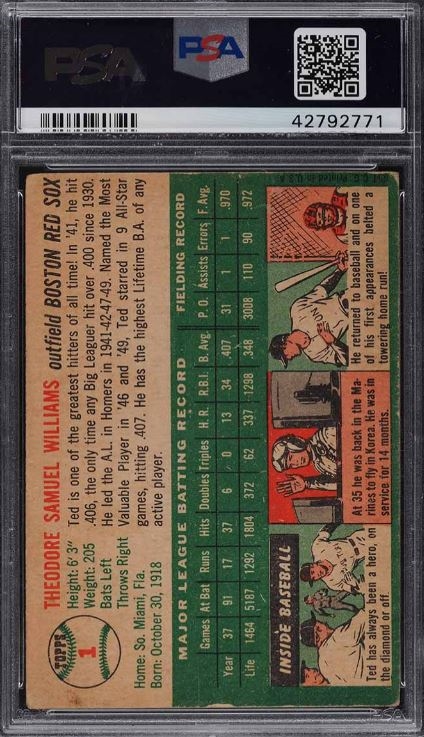 PSA
PSA
42792771
TOPPS
1
THEODORE SAMUEL WILLIAMS outfield BOSTON RED SOX
Height: 6' 3"
Weight: 205
Bats Left
Throws Right
Home: So. Miami, Fla.
Born: October 30, 1918
Ted is one of the greatest hitters of all time! In '41, he hit
.406, the only time any Big Leaguer hit over .400 since 1930.
He led the A.L. in Homers in 1941-42-47-49. Named the Most
Valuable Player in '46 and '49, Ted starred in 9 All-Star
games, hitting .407. He has the highest Lifetime B.A. of any
active player.
MAJOR LEAGUE BATTING RECORD FIELDING RECORD
Games At Bat Runs Hits Doubles Triples H. R. R.B.I. B. Avg. P. O. Assists Errors F. Avg.
Year 37 91 17 37 6 0 13 34 .407 31 1 1 .970
Life 1464 5187 1292 1804 372 62 337 1298 .348 3008 110 90 .972
INSIDE BASEBALL
Ted has always been a hero, on
the diamond or off.
At 35 he was back in the Ma-
rines to fly in Korea. He was in
service for 14 months.
He returned to baseball and on one
of his first appearances belted a
towering home run!
T.C.G. Printed in U.S.A.